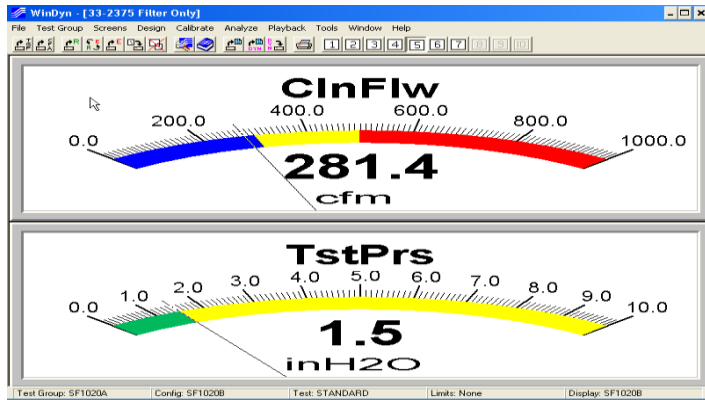 WinDyn - [33-2375 Filter Only]
File Test Group Screens Design Calibrate Analyze Playback Tools Window Help
1 2 3 4 5 6 7 8 9 10
ClnFlw
0.0 200.0 400.0 600.0 800.0 1000.0
281.4
cfm
TstPrs
0.0 1.0 2.0 3.0 4.0 5.0 6.0 7.0 8.0 9.0 10.0
1.5
inH2O
Test Group: SF1020A Config: SF1020B Test: STANDARD Limits: None Display: SF1020B